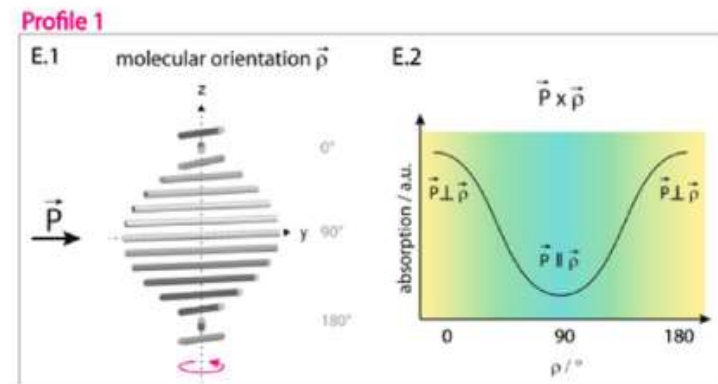 Profile 1
E.1 molecular orientation ρ⃗
z
0°
P⃗
y 90°
180°
E.2
P⃗ x ρ⃗
absorption / a.u.
P⃗⊥ρ⃗
P⃗⊥ρ⃗
P⃗ ∥ ρ⃗
0 90 180
ρ / °